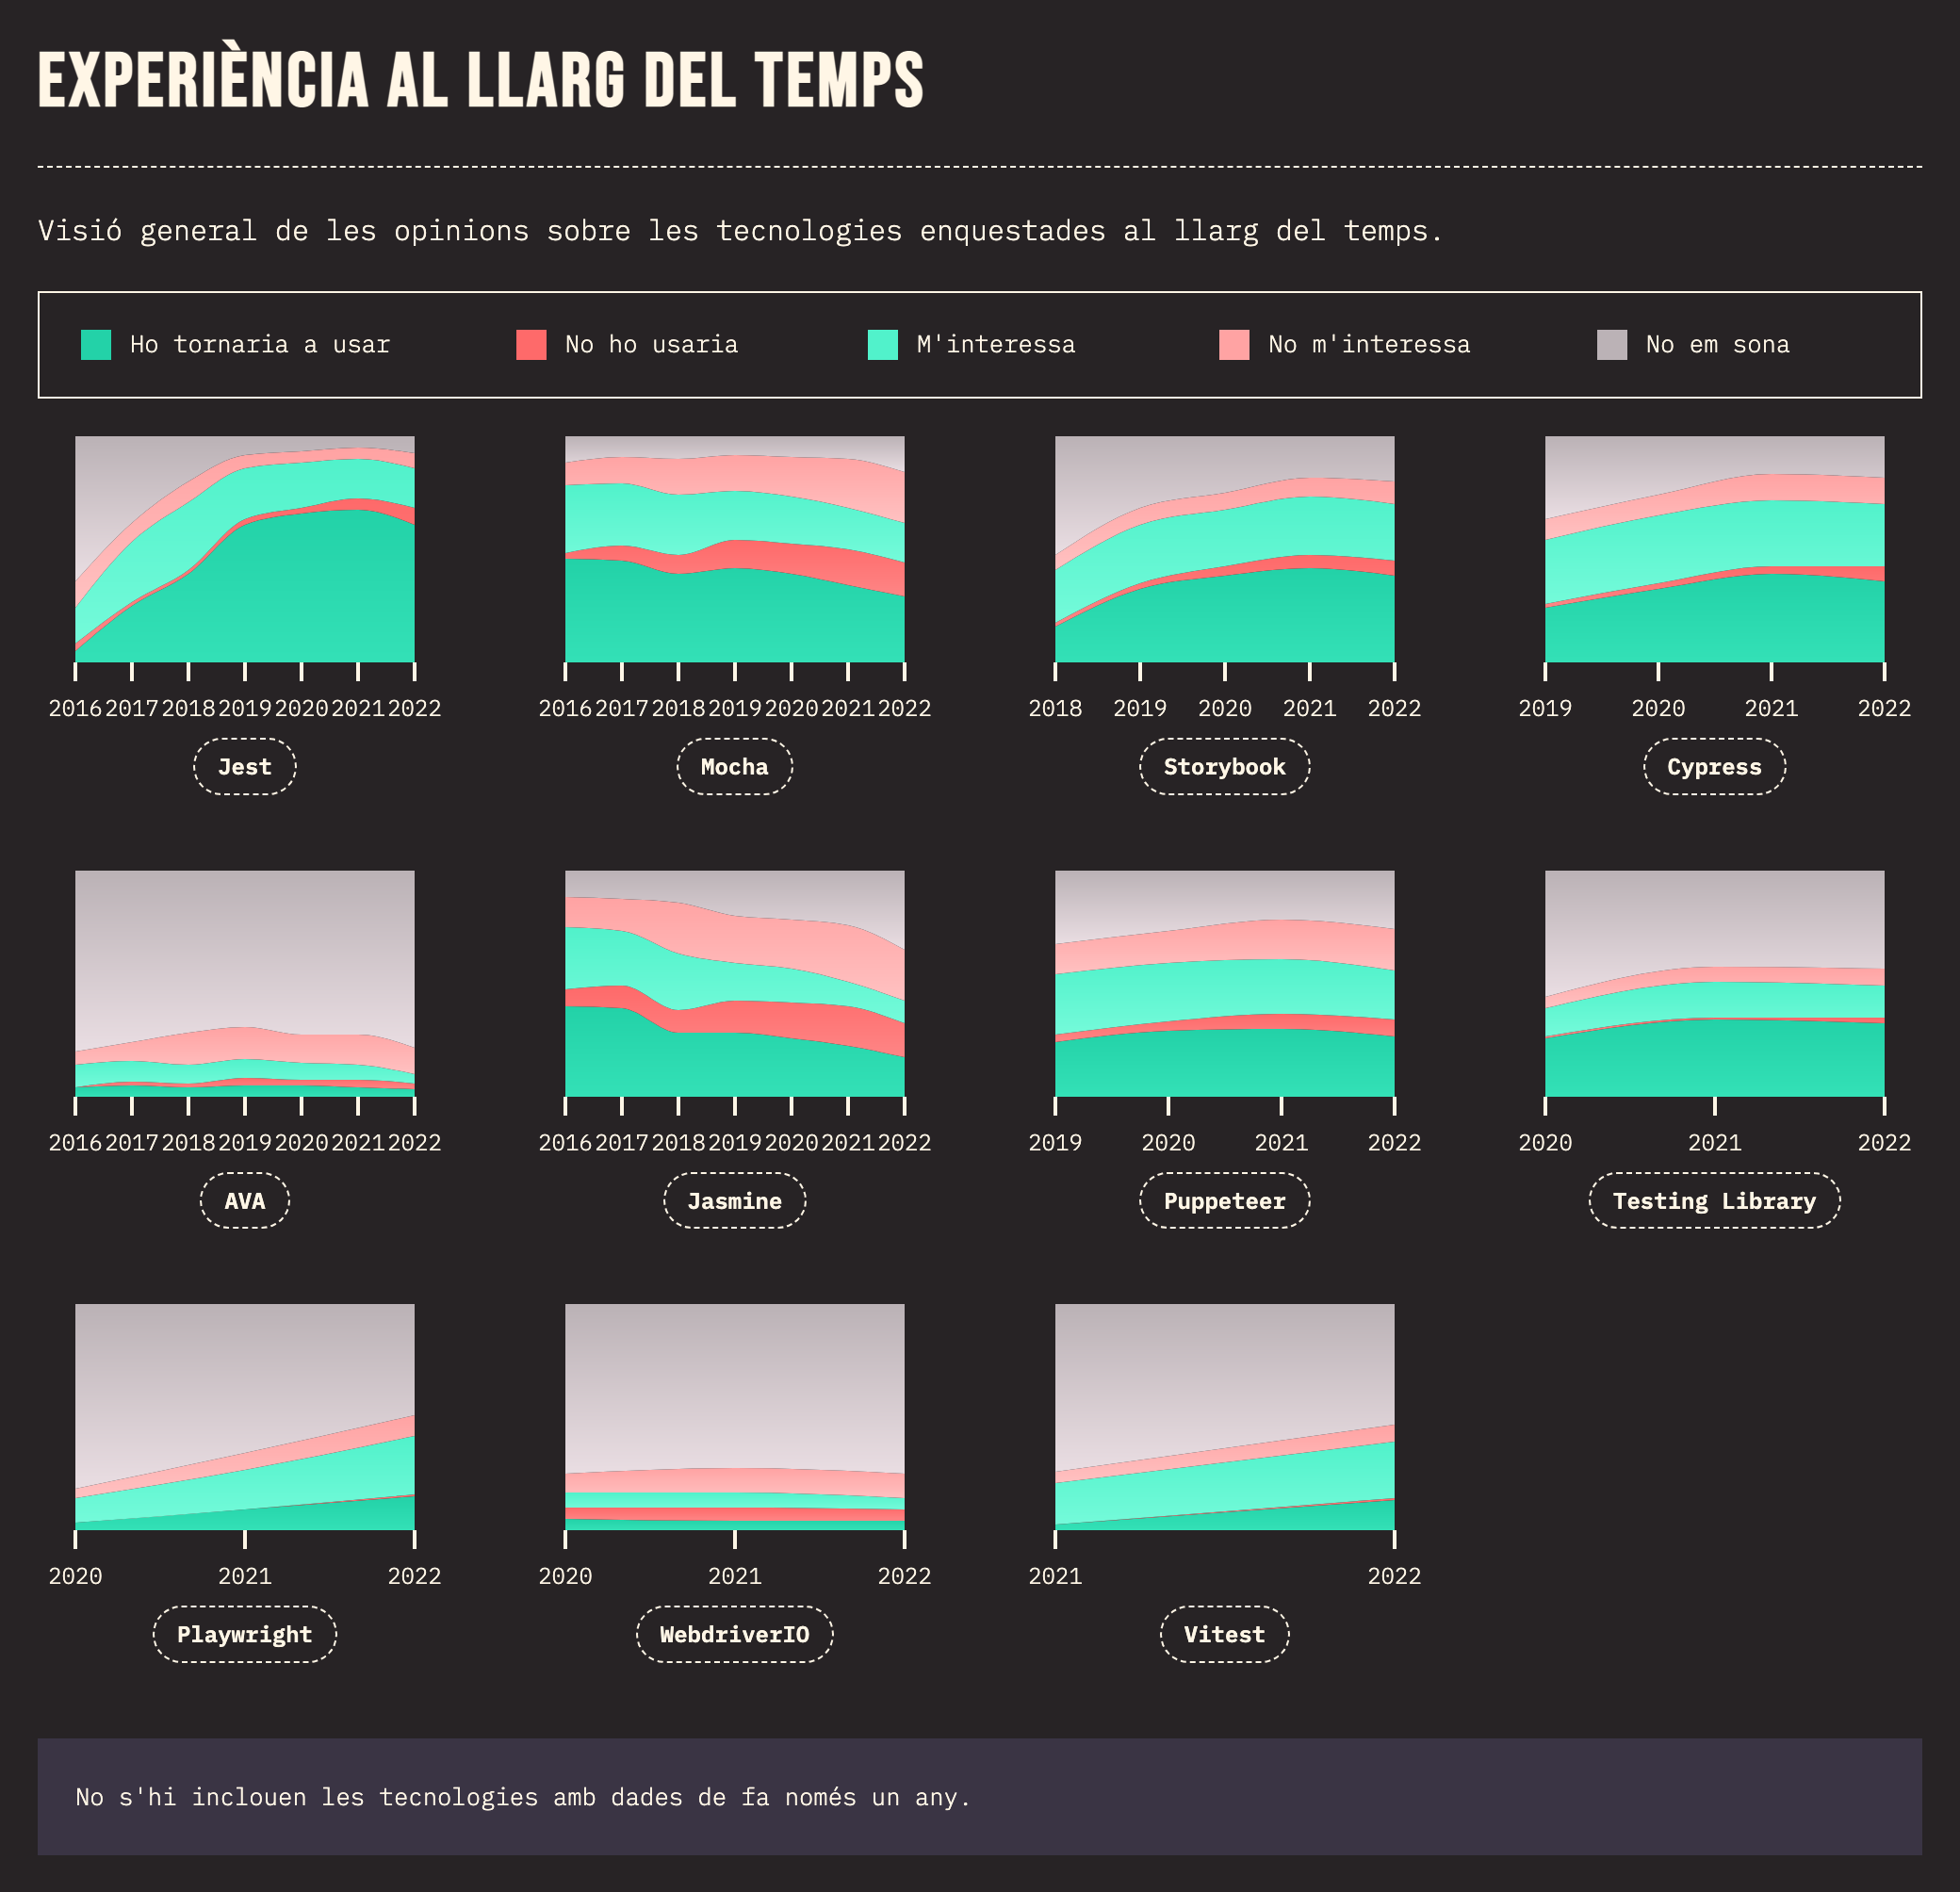 EXPERIÈNCIA AL LLARG DEL TEMPS
Visió general de les opinions sobre les tecnologies enquestades al llarg del temps.
Ho tornaria a usar No ho usaria M'interessa No m'interessa No em sona
2016 2017 2018 2019 2020 2021 2022
Jest
2016 2017 2018 2019 2020 2021 2022
Mocha
2018 2019 2020 2021 2022
Storybook
2019 2020 2021 2022
Cypress
2016 2017 2018 2019 2020 2021 2022
AVA
2016 2017 2018 2019 2020 2021 2022
Jasmine
2019 2020 2021 2022
Puppeteer
2020 2021 2022
Testing Library
2020 2021 2022
Playwright
2020 2021 2022
WebdriverIO
2021 2022
Vitest
No s'hi inclouen les tecnologies amb dades de fa només un any.